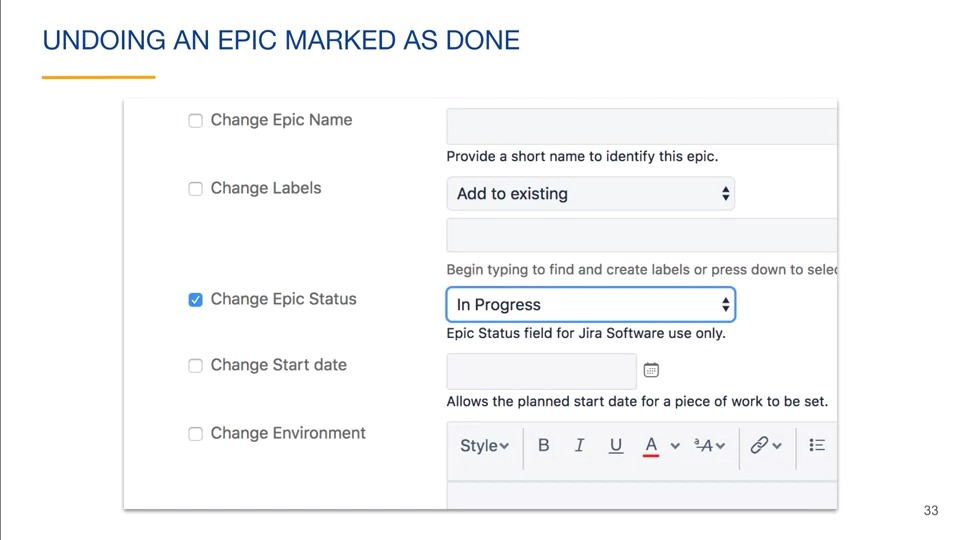 UNDOING AN EPIC MARKED AS DONE
Change Epic Name
Provide a short name to identify this epic.
Change Labels
Add to existing
Begin typing to find and create labels or press down to selec
Change Epic Status
In Progress
Epic Status field for Jira Software use only.
Change Start date
Allows the planned start date for a piece of work to be set.
Change Environment
Style B I U A ªA
33